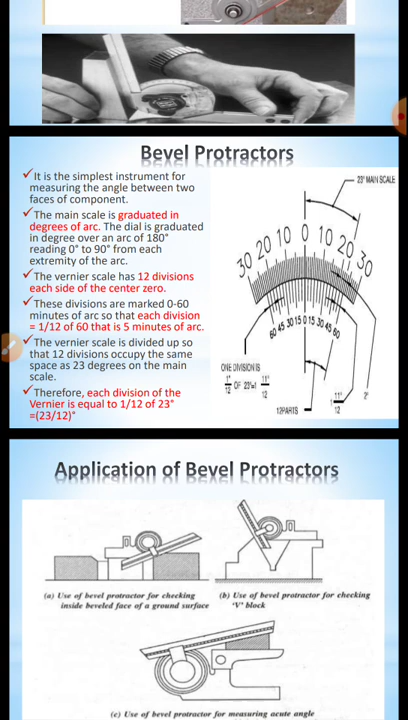 Bevel Protractors
✓It is the simplest instrument for
measuring the angle between two
faces of component.
✓The main scale is graduated in
degrees of arc. The dial is graduated
in degree over an arc of 180°
reading 0° to 90° from each
extremity of the arc.
✓The vernier scale has 12 divisions
each side of the center zero.
✓These divisions are marked 0-60
minutes of arc so that each division
= 1/12 of 60 that is 5 minutes of arc.
✓The vernier scale is divided up so
that 12 divisions occupy the same
space as 23 degrees on the main
scale.
✓Therefore, each division of the
Vernier is equal to 1/12 of 23°
=(23/12)°
23° MAIN SCALE
30 20 10 0 10 20 30
60 45 30 15 0 15 30 45 60
ONE DIVISION IS
1°/12 OF 23°=1 11°/12
12PARTS
1 11°/12
2°
Application of Bevel Protractors
(a) Use of bevel protractor for checking
inside beveled face of a ground surface
(b) Use of bevel protractor for checking
'V' block
(c) Use of bevel protractor for measuring acute angle